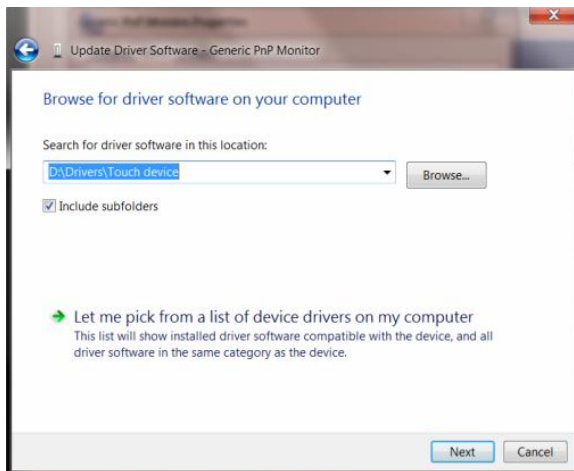 Update Driver Software - Generic PnP Monitor
Browse for driver software on your computer
Search for driver software in this location:
D:\Drivers\Touch device
Browse...
Include subfolders
Let me pick from a list of device drivers on my computer
This list will show installed driver software compatible with the device, and all
driver software in the same category as the device.
Next
Cancel